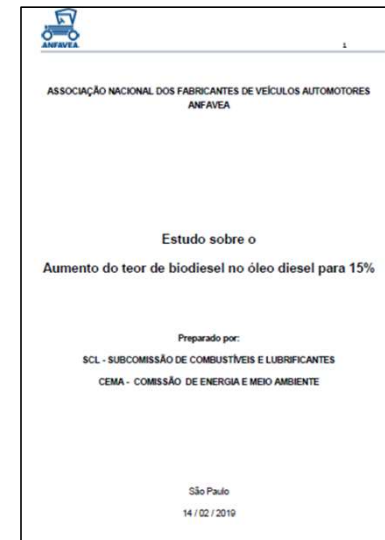 ANFAVEA
1
ASSOCIAÇÃO NACIONAL DOS FABRICANTES DE VEÍCULOS AUTOMOTORES
ANFAVEA
Estudo sobre o
Aumento do teor de biodiesel no óleo diesel para 15%
Preparado por:
SCL - SUBCOMISSÃO DE COMBUSTÍVEIS E LUBRIFICANTES
CEMA - COMISSÃO DE ENERGIA E MEIO AMBIENTE
São Paulo
14 / 02 / 2019